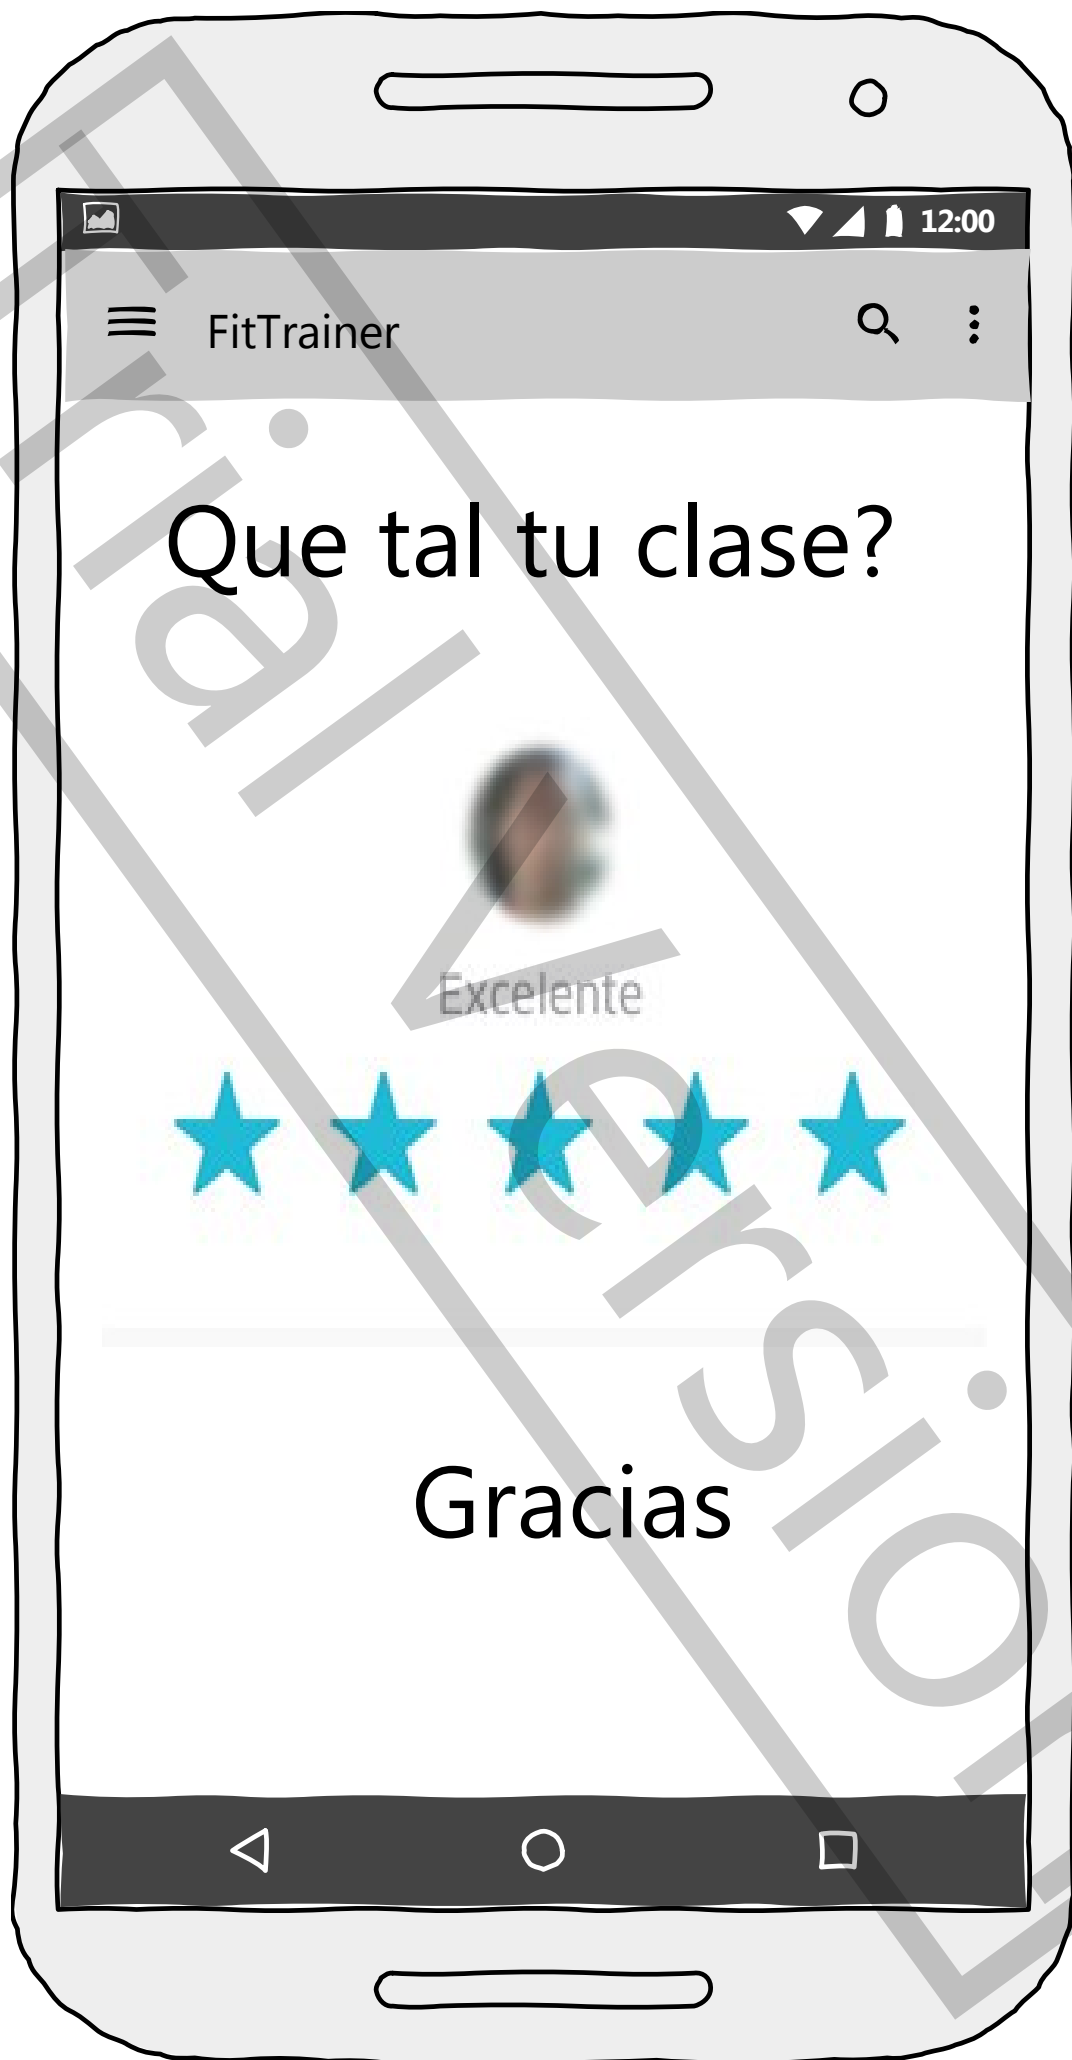 12:00
FitTrainer
Que tal tu clase?
Excelente
Gracias
Trial Version